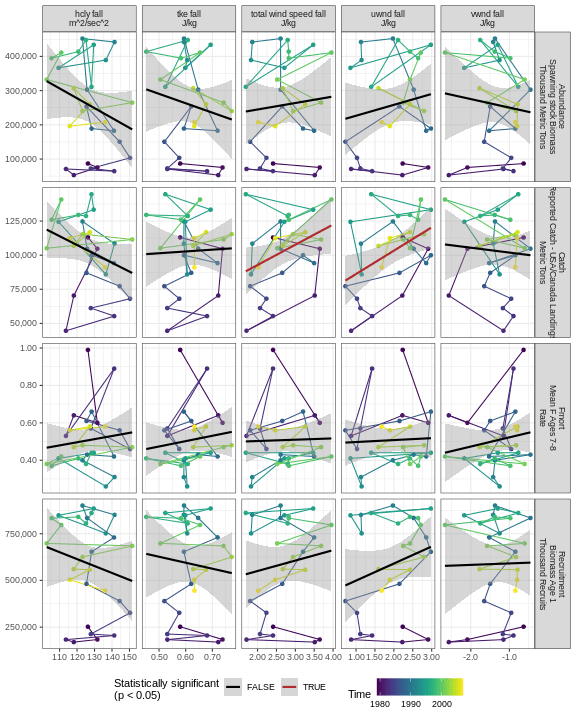 hcly fall
m^2/sec^2
tke fall
J/kg
total wind speed fall
J/kg
uwnd fall
J/kg
vwnd fall
J/kg
400,000
300,000
200,000
100,000
Abundance
Spawning stock Biomass
Thousand Metric Tons
125,000
100,000
75,000
50,000
Catch
Reported Catch - USA/Canada Landings
Metric Tons
1.00
0.80
0.60
0.40
Fmort
Mean F Ages 7-8
Rate
750,000
500,000
250,000
Recruitment
Biomass Age 1
Thousand Recruits
110 120 130 140 150
0.50 0.60 0.70
2.00 2.50 3.00 3.50 4.00
1.00 1.50 2.00 2.50 3.00
-2.0 -1.0
Statistically significant
(p < 0.05)
FALSE
TRUE
Time
1980 1990 2000